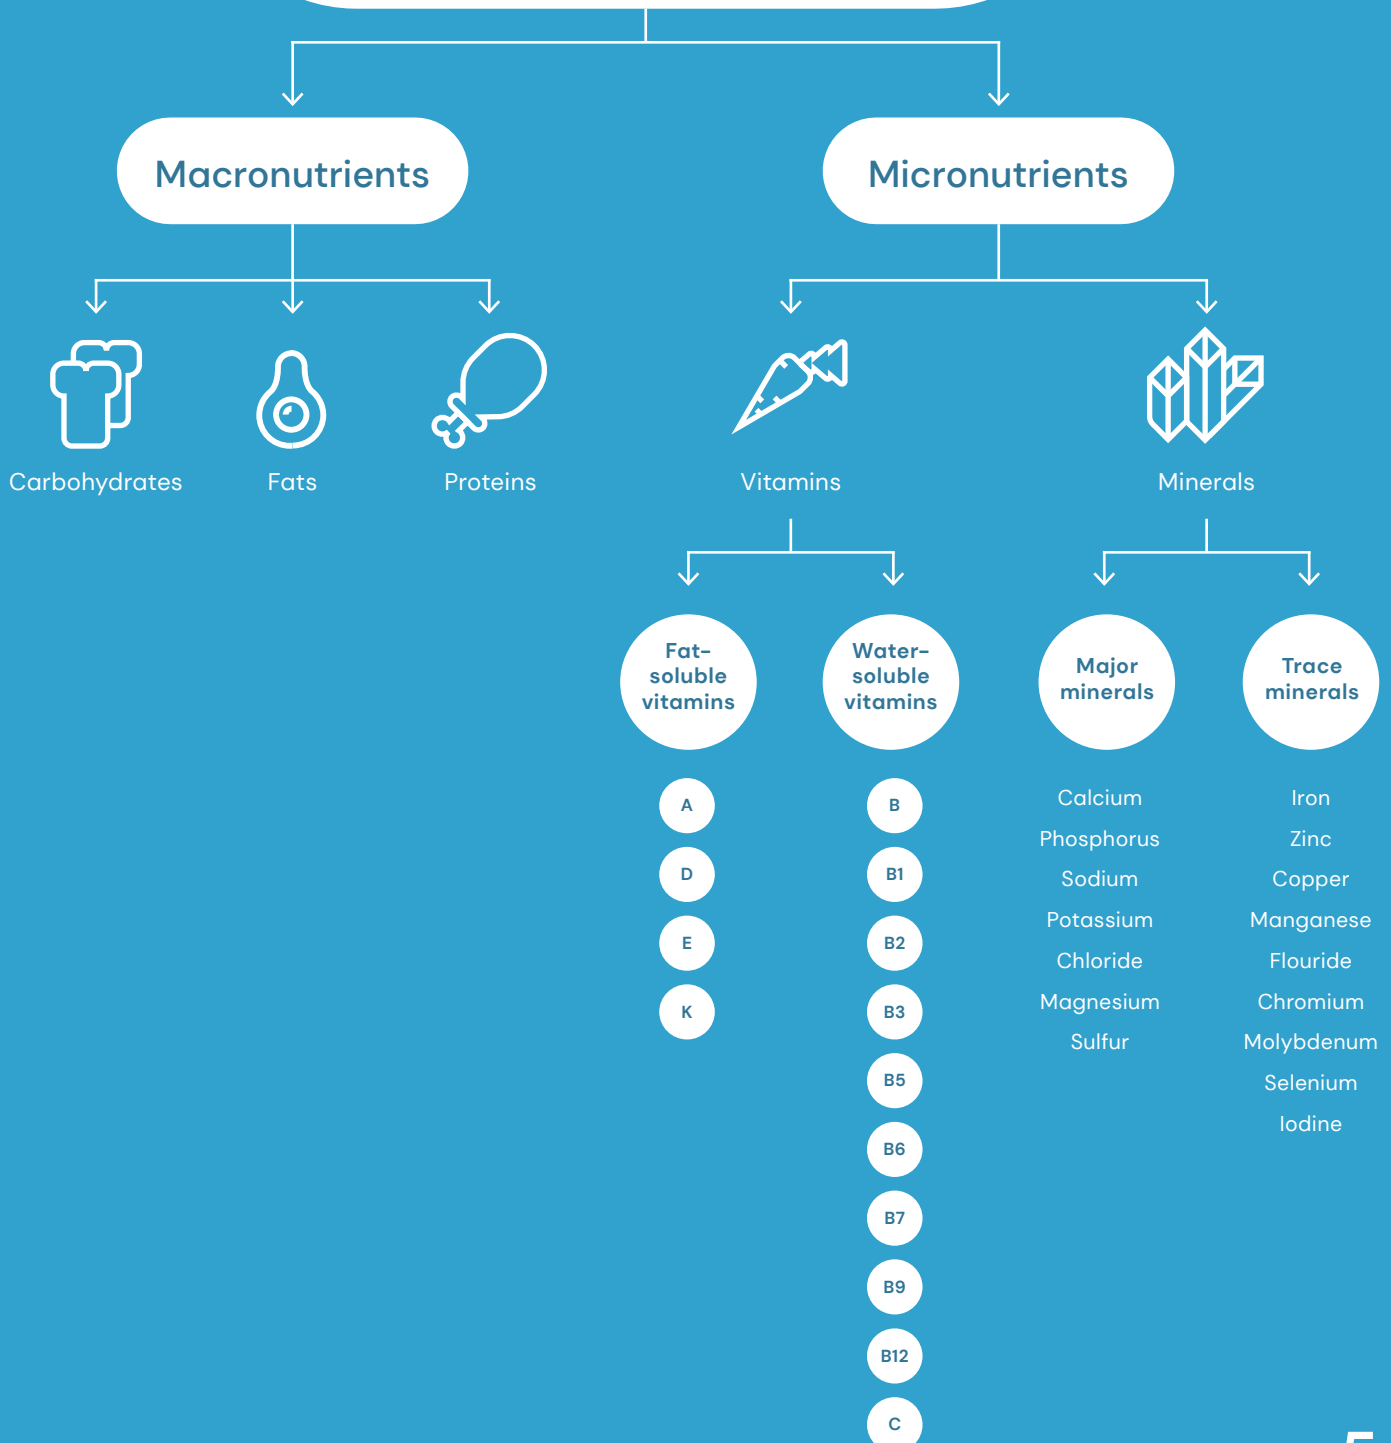 Macronutrients
Micronutrients
Carbohydrates
Fats
Proteins
Vitamins
Minerals
Fat-
soluble
vitamins
Water-
soluble
vitamins
Major
minerals
Trace
minerals
A
D
E
K
B
B1
B2
B3
B5
B6
B7
B9
B12
C
Calcium
Phosphorus
Sodium
Potassium
Chloride
Magnesium
Sulfur
Iron
Zinc
Copper
Manganese
Flouride
Chromium
Molybdenum
Selenium
Iodine